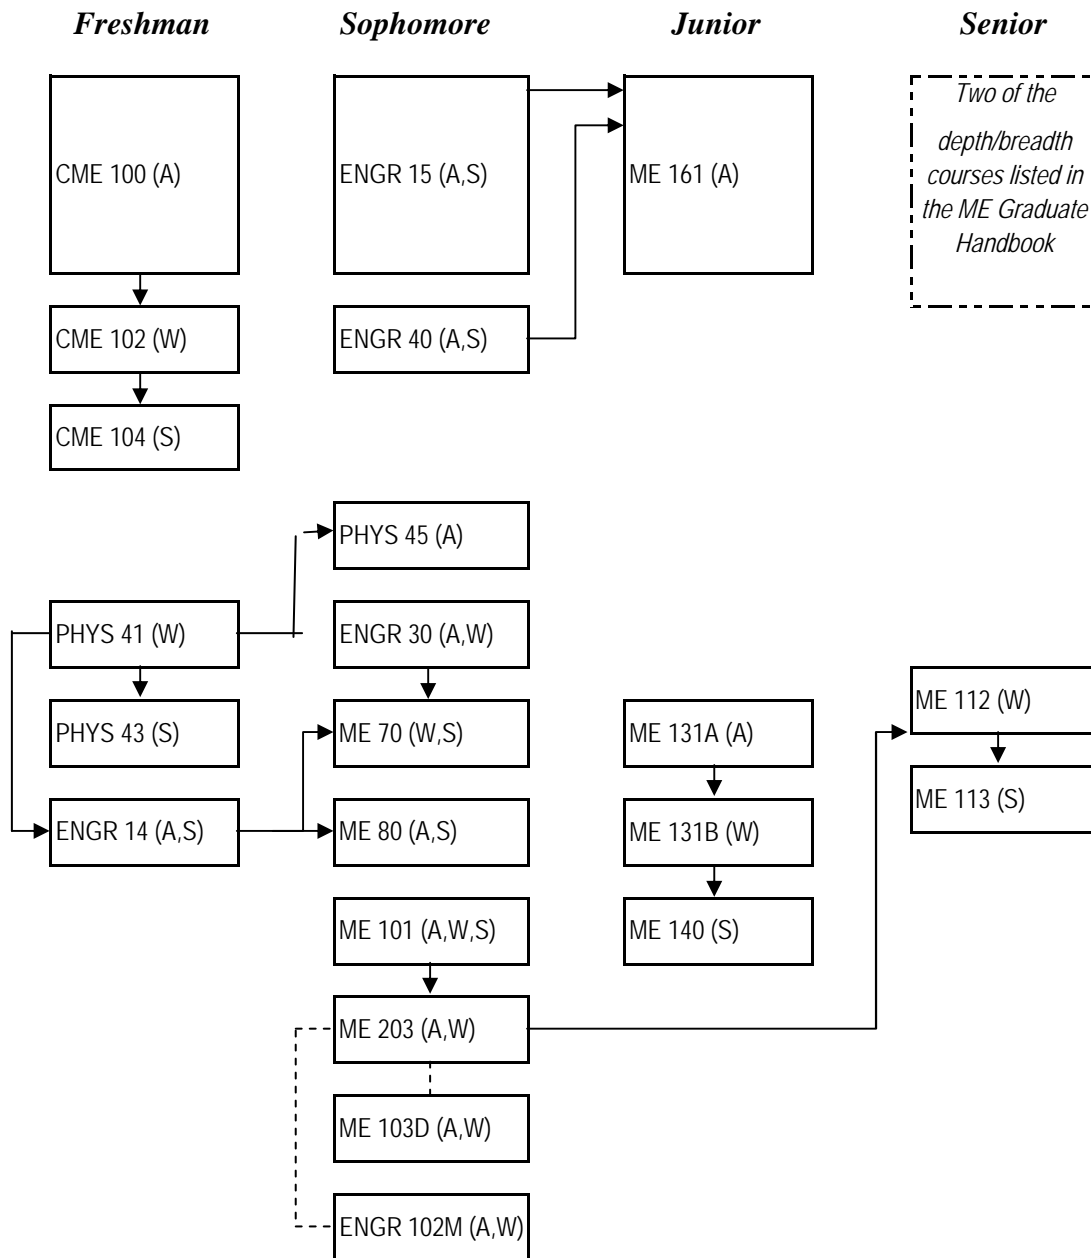 Freshman
Sophomore
Junior
Senior
CME 100 (A)
ENGR 15 (A,S)
ME 161 (A)
Two of the
depth/breadth
courses listed in
the ME Graduate
Handbook
CME 102 (W)
ENGR 40 (A,S)
CME 104 (S)
PHYS 45 (A)
PHYS 41 (W)
ENGR 30 (A,W)
ME 112 (W)
PHYS 43 (S)
ME 70 (W,S)
ME 131A (A)
ME 113 (S)
ENGR 14 (A,S)
ME 80 (A,S)
ME 131B (W)
ME 101 (A,W,S)
ME 140 (S)
ME 203 (A,W)
ME 103D (A,W)
ENGR 102M (A,W)